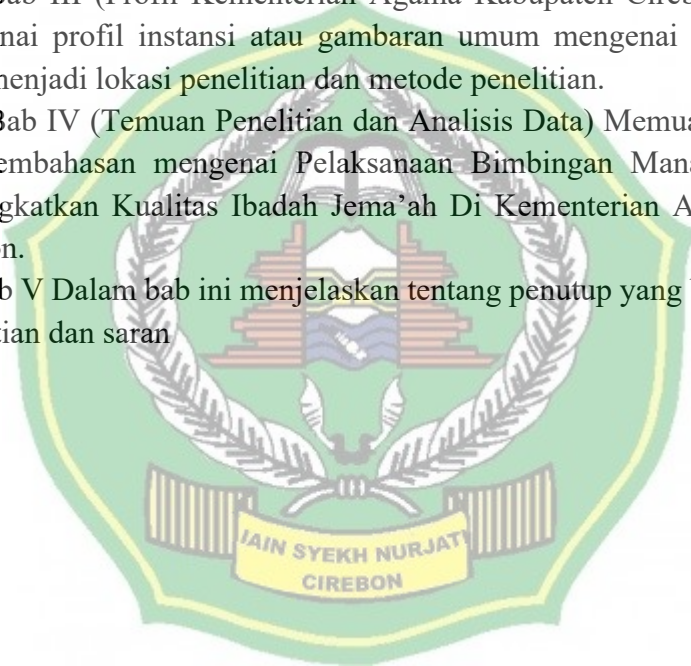 Bab III (Profil Kementerian Agama Kabupaten Cireb
nai profil instansi atau gambaran umum mengenai
menjadi lokasi penelitian dan metode penelitian.
Bab IV (Temuan Penelitian dan Analisis Data) Memua
embahasan mengenai Pelaksanaan Bimbingan Mana
gkatkan Kualitas Ibadah Jema’ah Di Kementerian A
on.
b V Dalam bab ini menjelaskan tentang penutup yang
tian dan saran
IAIN SYEKH NURJATI
CIREBON